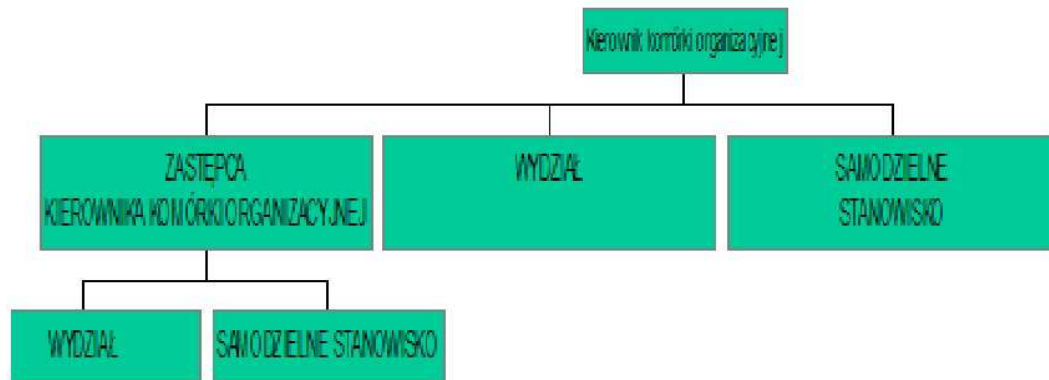 Kierownik komórki organizacyjnej
ZASTĘPCA
KIEROWNIKA KOMÓRKI ORGANIZACYJNEJ
WYDZIAŁ
SAMODZIELNE
STANOWISKO
WYDZIAŁ
SAMODZIELNE STANOWISKO